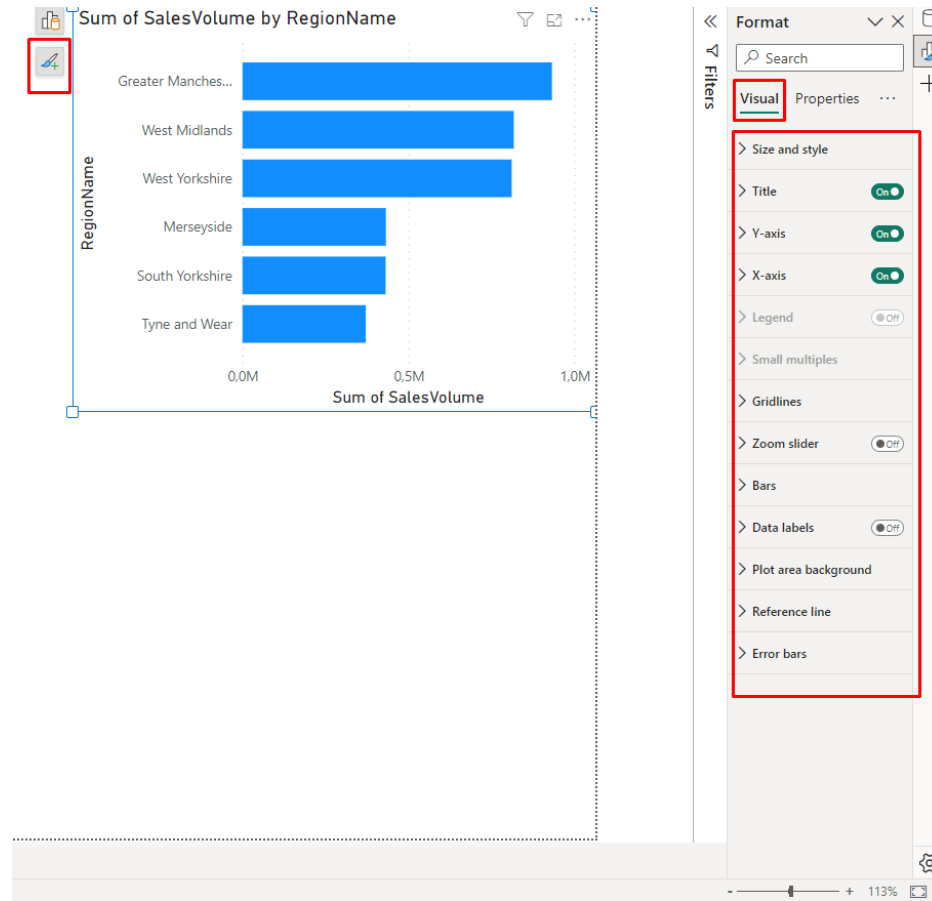 Sum of SalesVolume by RegionName
Greater Manches...
West Midlands
West Yorkshire
Merseyside
South Yorkshire
Tyne and Wear
RegionName
0,0M 0,5M 1,0M
Sum of SalesVolume
Filters
Format
Search
Visual Properties
Size and style
Title On
Y-axis On
X-axis On
Legend Off
Small multiples
Gridlines
Zoom slider Off
Bars
Data labels Off
Plot area background
Reference line
Error bars
- + 113%